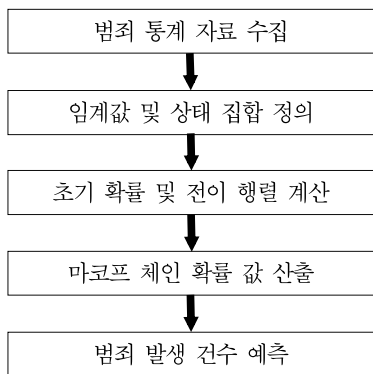 범죄 통계 자료 수집
임계값 및 상태 집합 정의
초기 확률 및 전이 행렬 계산
마코프 체인 확률 값 산출
범죄 발생 건수 예측